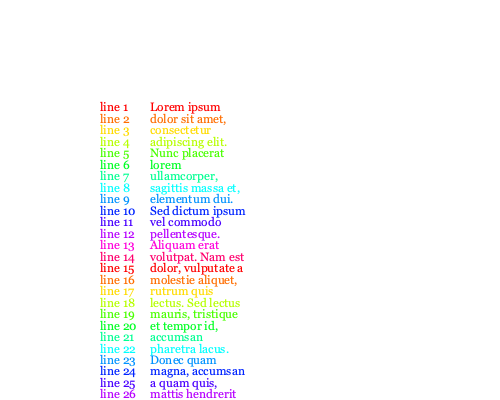 line 1 Lorem ipsum
line 2 dolor sit amet,
line 3 consectetur
line 4 adipiscing elit.
line 5 Nunc placerat
line 6 lorem
line 7 ullamcorper,
line 8 sagittis massa et,
line 9 elementum dui.
line 10 Sed dictum ipsum
line 11 vel commodo
line 12 pellentesque.
line 13 Aliquam erat
line 14 volutpat. Nam est
line 15 dolor, vulputate a
line 16 molestie aliquet,
line 17 rutrum quis
line 18 lectus. Sed lectus
line 19 mauris, tristique
line 20 et tempor id,
line 21 accumsan
line 22 pharetra lacus.
line 23 Donec quam
line 24 magna, accumsan
line 25 a quam quis,
line 26 mattis hendrerit